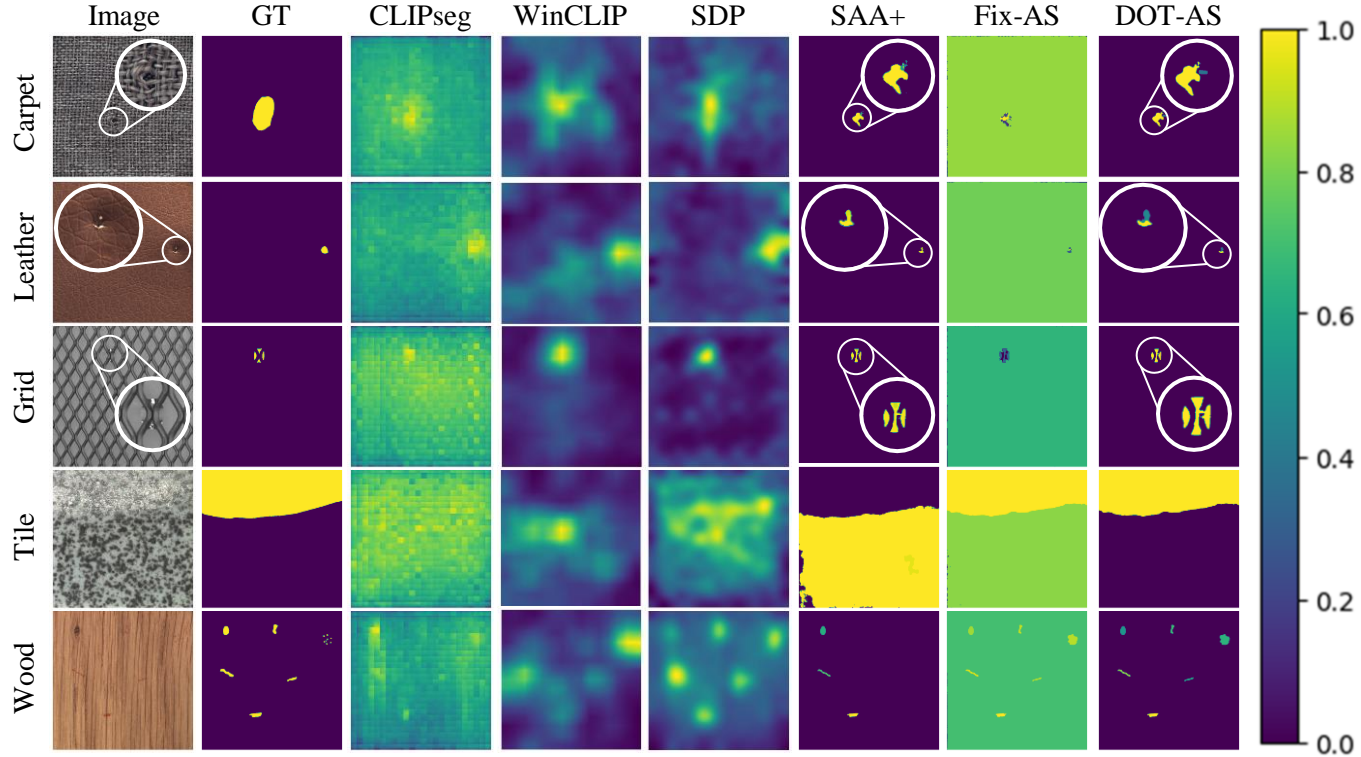 Image GT CLIPseg WinCLIP SDP SAA+ Fix-AS DOT-AS
Carpet
Leather
Grid
Tile
Wood
1.0
0.8
0.6
0.4
0.2
0.0